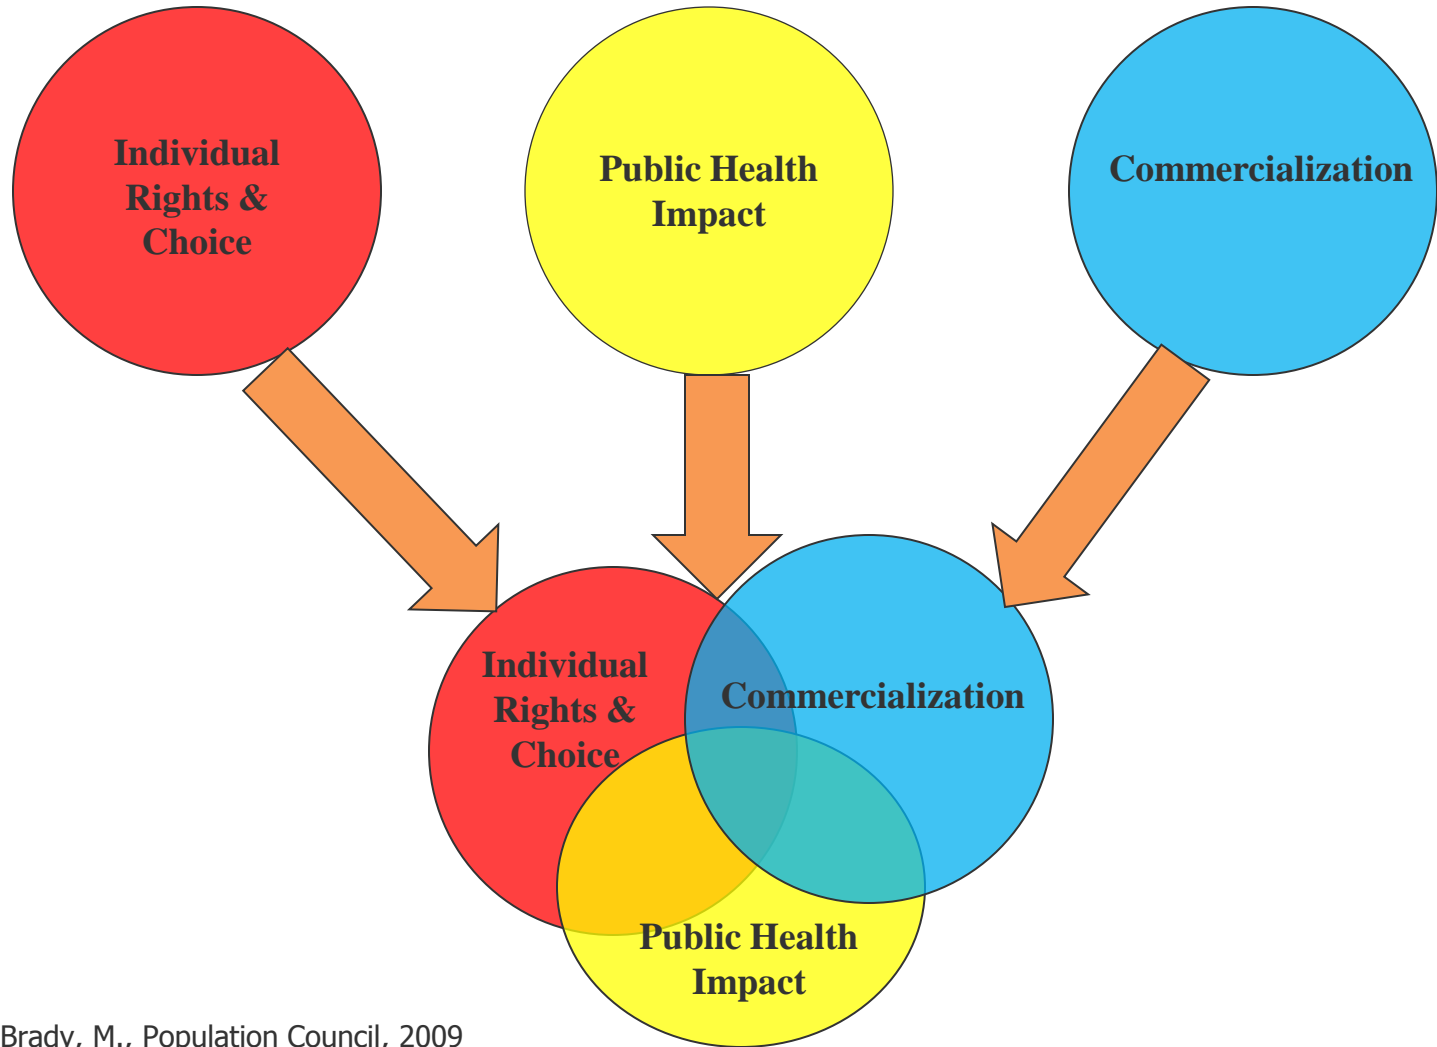 Individual
Rights &
Choice
Public Health
Impact
Commercialization
Individual
Rights &
Choice
Commercialization
Public Health
Impact
Brady, M., Population Council, 2009